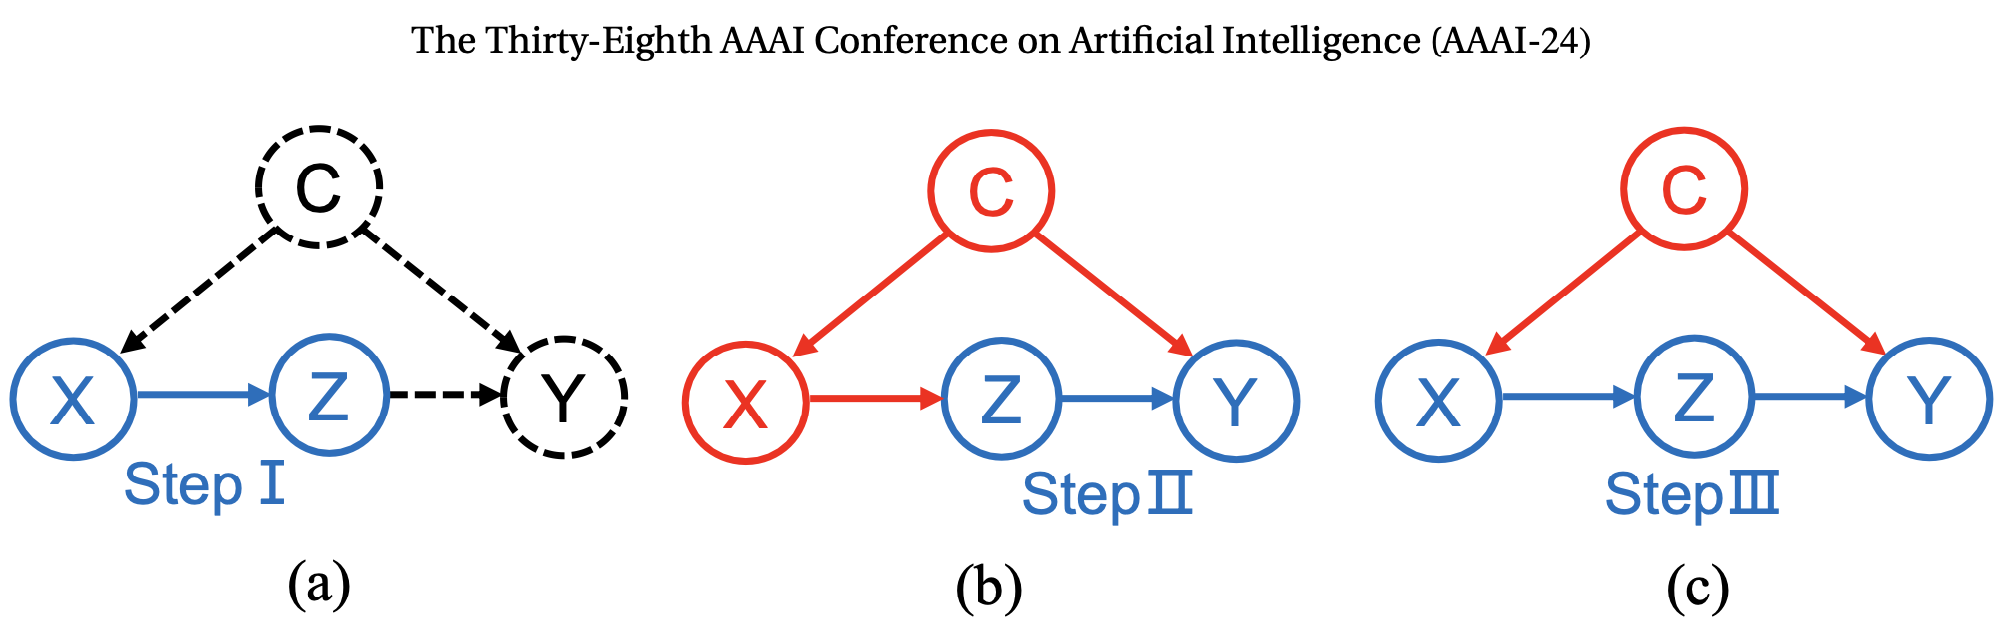 The Thirty-Eighth AAAI Conference on Artificial Intelligence (AAAI-24)
C
X
Z
Y
Step I
(a)
C
X
Z
Y
Step II
(b)
C
X
Z
Y
Step III
(c)